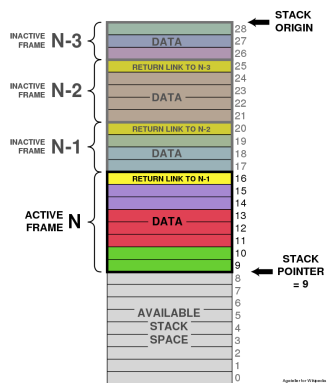 STACK
ORIGIN
28
INACTIVE
FRAME N-3
DATA
27
26
RETURN LINK TO N-3
25
24
INACTIVE
FRAME N-2
DATA
23
22
21
RETURN LINK TO N-2
20
19
INACTIVE
FRAME N-1
DATA
18
17
RETURN LINK TO N-1
16
15
14
13
ACTIVE
FRAME N
DATA
12
11
10
9
STACK
POINTER
= 9
8
7
6
AVAILABLE
STACK
SPACE
5
4
3
2
1
0
Agateller for Wikipedia